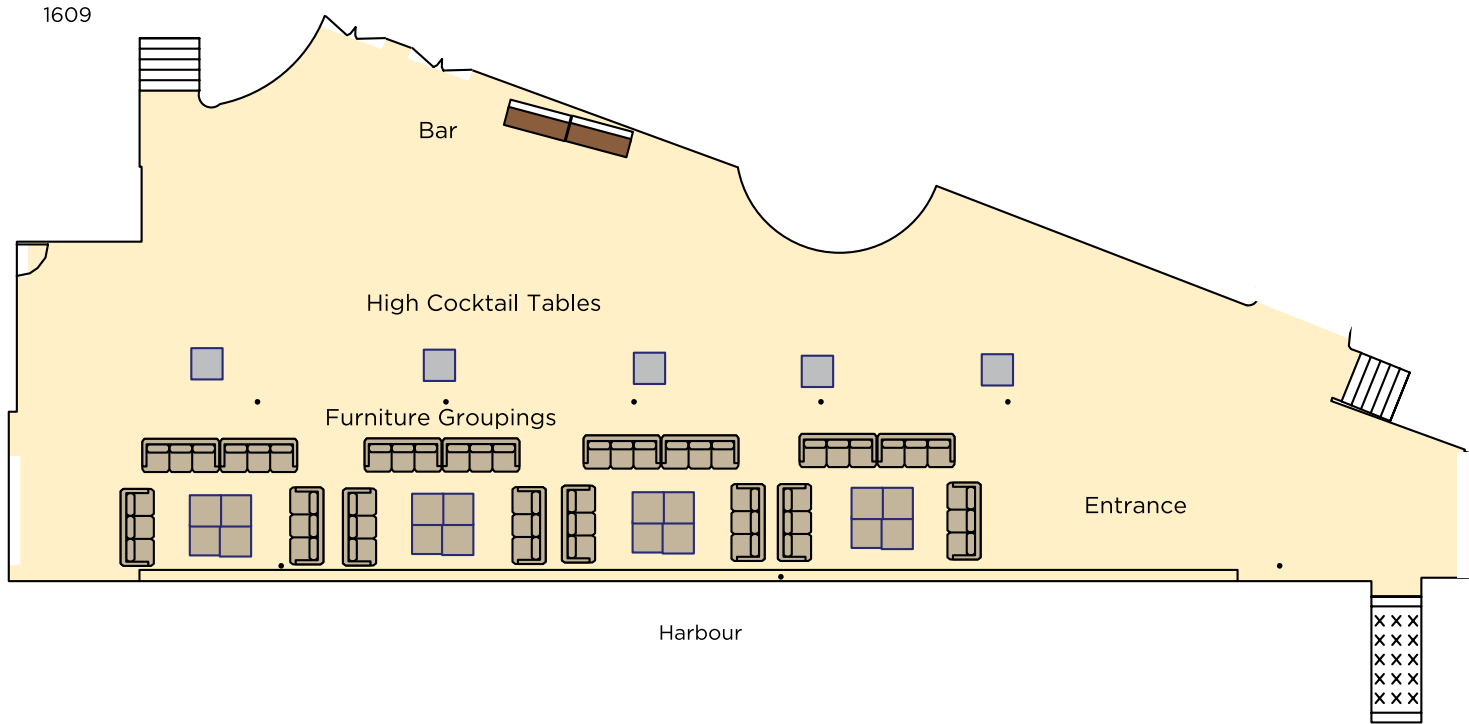 1609
Bar
High Cocktail Tables
Furniture Groupings
Entrance
Harbour